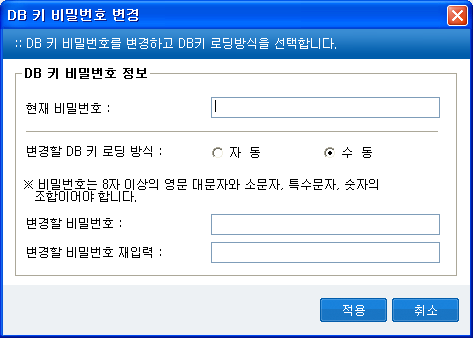 DB 키 비밀번호 변경
:: DB 키 비밀번호를 변경하고 DB키 로딩방식을 선택합니다.
DB 키 비밀번호 정보
현재 비밀번호 :
변경할 DB 키 로딩 방식 : 자 동 수 동
※ 비밀번호는 8자 이상의 영문 대문자와 소문자, 특수문자, 숫자의
조합이어야 합니다.
변경할 비밀번호 :
변경할 비밀번호 재입력 :
적용 취소